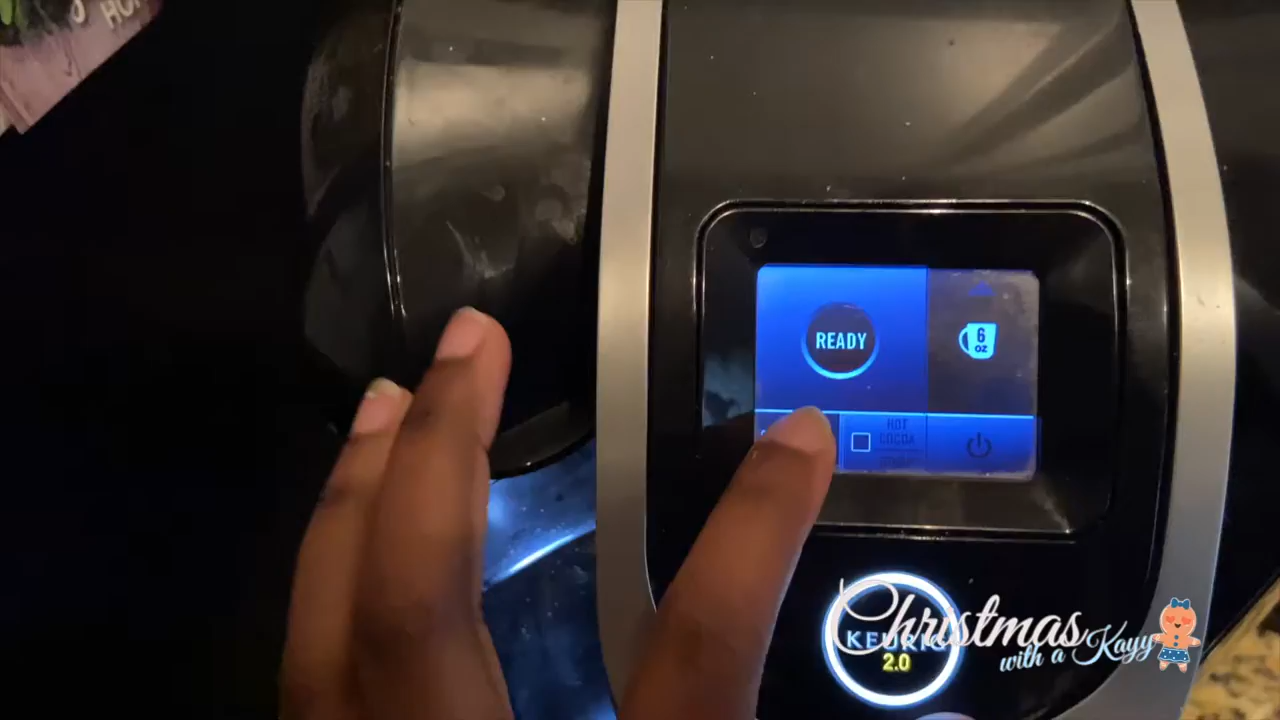 READY
6
oz
HOT
COCOA
KEURIG
2.0
Christmas
with a Kayy